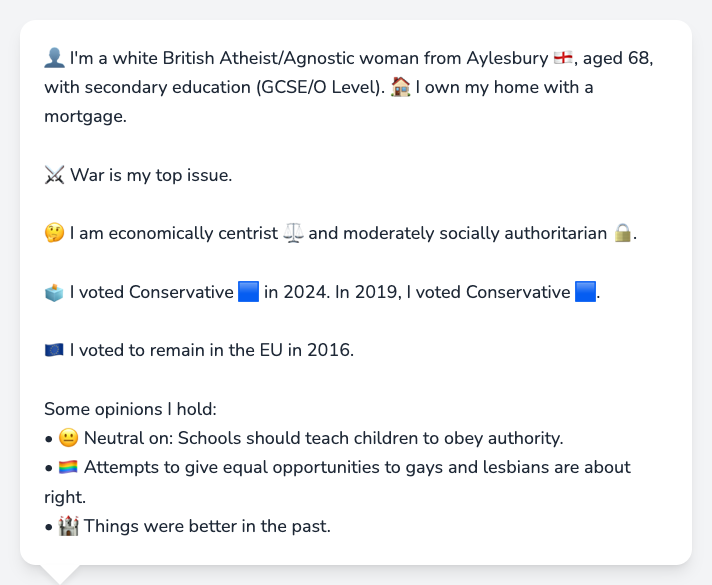 👤 I'm a white British Atheist/Agnostic woman from Aylesbury 🏴󠁧󠁢󠁥󠁮󠁧󠁿, aged 68,
with secondary education (GCSE/O Level). 🏠 I own my home with a
mortgage.
⚔️ War is my top issue.
🤔 I am economically centrist ⚖️ and moderately socially authoritarian 🔒.
🗳️ I voted Conservative 🟦 in 2024. In 2019, I voted Conservative 🟦.
🇪🇺 I voted to remain in the EU in 2016.
Some opinions I hold:
• 😐 Neutral on: Schools should teach children to obey authority.
• 🏳️‍🌈 Attempts to give equal opportunities to gays and lesbians are about
right.
• 🏰 Things were better in the past.